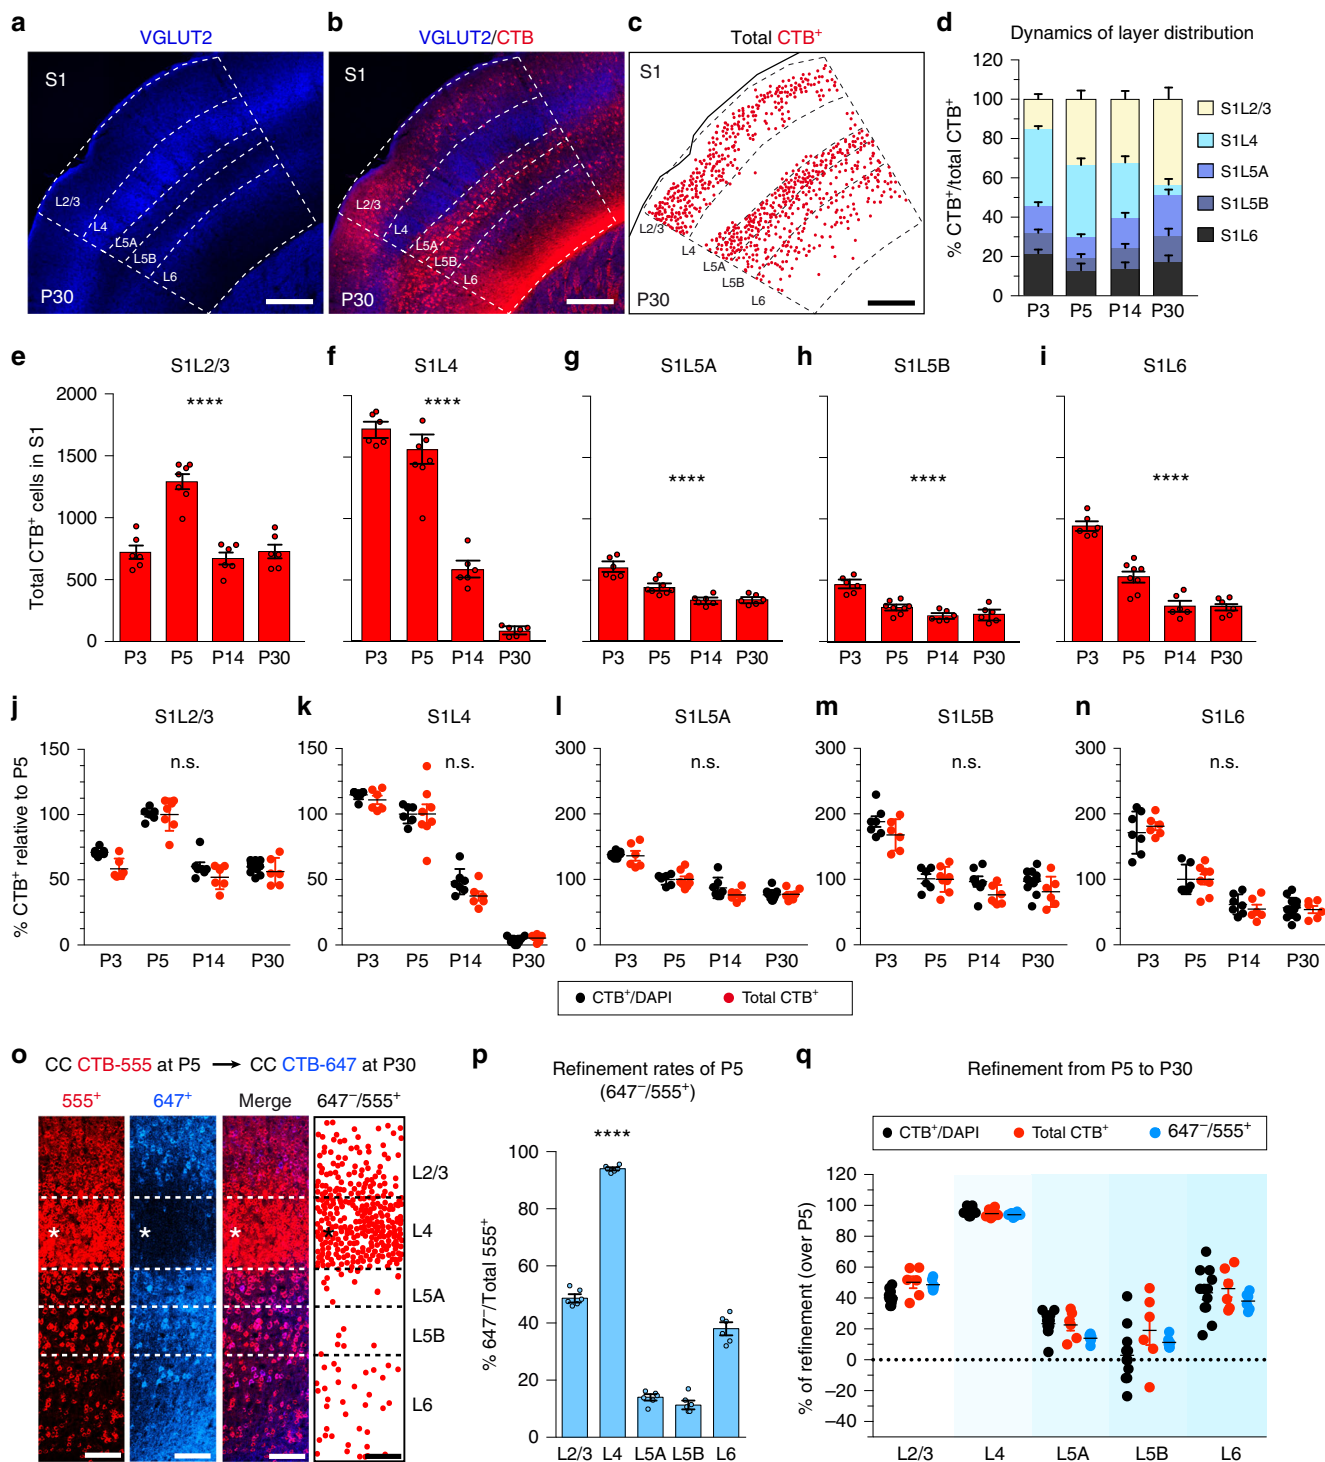 a
VGLUT2
S1
L2/3
L4
L5A
L5B
L6
P30
b
VGLUT2/CTB
S1
L2/3
L4
L5A
L5B
L6
P30
c
Total CTB⁺
S1
L2/3
L4
L5A
L5B
L6
P30
d
Dynamics of layer distribution
% CTB⁺/total CTB⁺
120
100
80
60
40
20
0
P3 P5 P14 P30
S1L2/3
S1L4
S1L5A
S1L5B
S1L6
e
S1L2/3
Total CTB⁺ cells in S1
2000
1500
1000
500
0
****
P3 P5 P14 P30
f
S1L4
****
P3 P5 P14 P30
g
S1L5A
****
P3 P5 P14 P30
h
S1L5B
****
P3 P5 P14 P30
i
S1L6
****
P3 P5 P14 P30
j
S1L2/3
% CTB⁺ relative to P5
150
100
50
0
n.s.
P3 P5 P14 P30
k
S1L4
150
100
50
0
n.s.
P3 P5 P14 P30
l
S1L5A
300
200
100
0
n.s.
P3 P5 P14 P30
m
S1L5B
300
200
100
0
n.s.
P3 P5 P14 P30
n
S1L6
300
200
100
0
n.s.
P3 P5 P14 P30
CTB⁺/DAPI Total CTB⁺
o
CC CTB-555 at P5 → CC CTB-647 at P30
555⁺ 647⁺ Merge 647⁻/555⁺
* * * *
L2/3
L4
L5A
L5B
L6
p
Refinement rates of P5
(647⁻/555⁺)
% 647⁻/Total 555⁺
100
80
60
40
20
0
****
L2/3 L4 L5A L5B L6
q
Refinement from P5 to P30
CTB⁺/DAPI Total CTB⁺ 647⁻/555⁺
% of refinement (over P5)
120
100
80
60
40
20
0
−20
−40
L2/3 L4 L5A L5B L6